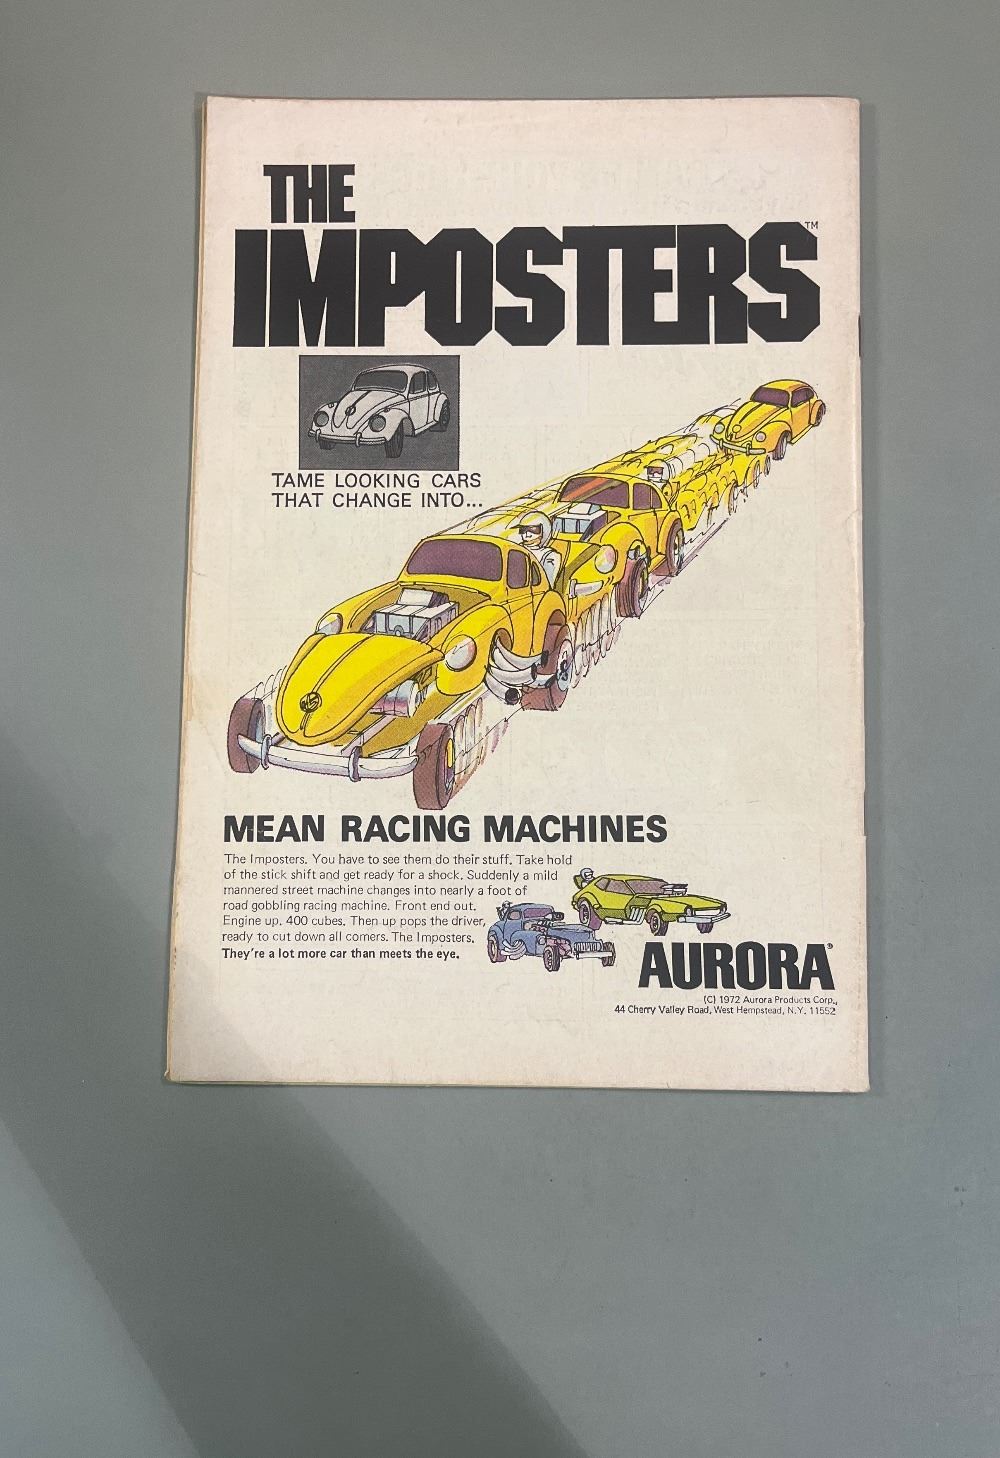 THE
IMPOSTERS™
TAME LOOKING CARS
THAT CHANGE INTO...
MEAN RACING MACHINES
The Imposters. You have to see them do their stuff. Take hold
of the stick shift and get ready for a shock. Suddenly a mild
mannered street machine changes into nearly a foot of
road gobbling racing machine. Front end out.
Engine up. 400 cubes. Then up pops the driver,
ready to cut down all comers. The Imposters.
They're a lot more car than meets the eye.
AURORA®
(C) 1972 Aurora Products Corp.,
44 Cherry Valley Road, West Hempstead, N.Y. 11552